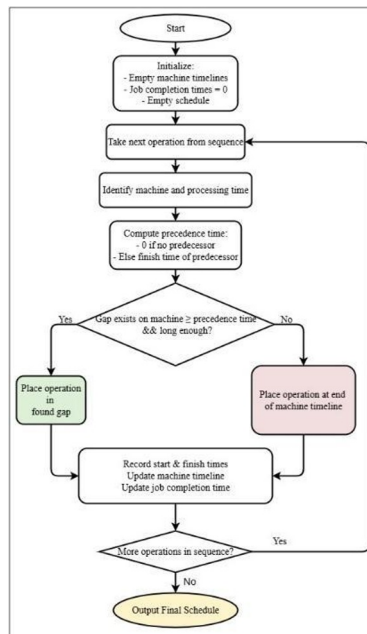 Start
Initialize:
- Empty machine timelines
- Job completion times = 0
- Empty schedule
Take next operation from sequence
Identify machine and processing time
Compute precedence time:
- 0 if no predecessor
- Else finish time of predecessor
Yes
Gap exists on machine ≥ precedence time
&& long enough?
No
Place operation
in
found gap
Place operation at end
of machine timeline
Record start & finish times
Update machine timeline
Update job completion time
More operations in sequence?
Yes
No
Output Final Schedule